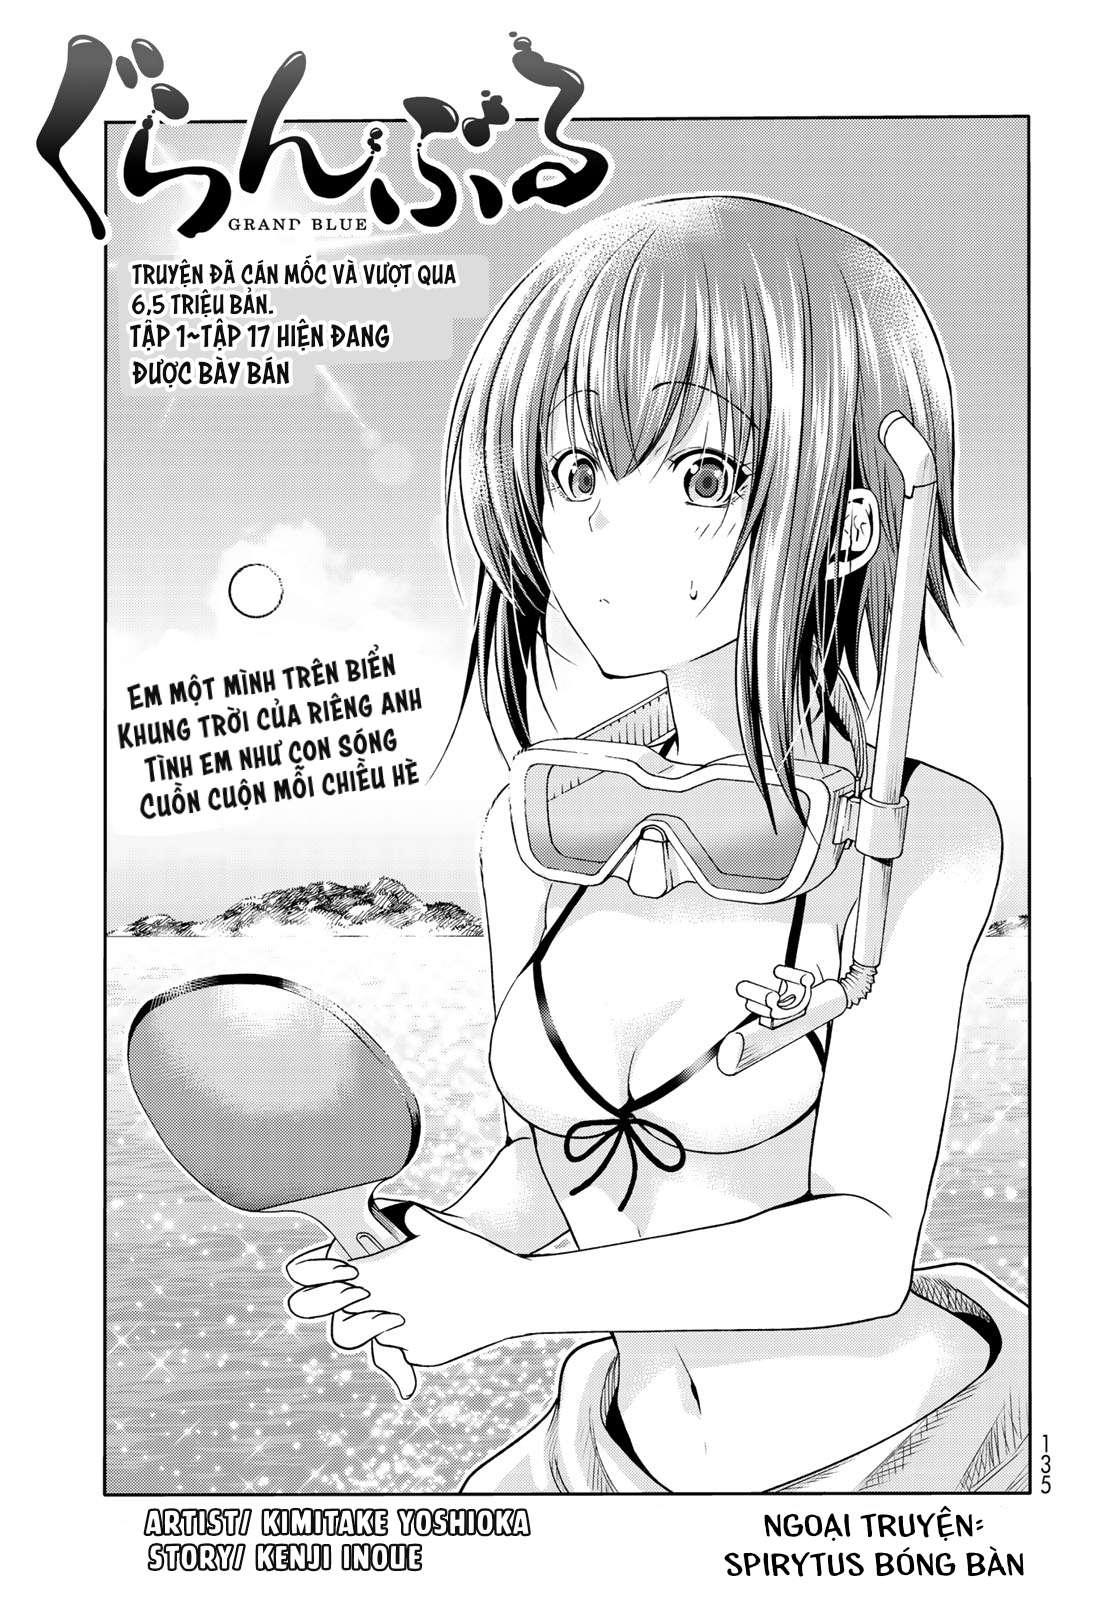 ぐらんぶる
GRAND BLUE
TRUYỆN ĐÃ CÁN MỐC VÀ VƯỢT QUA
6,5 TRIỆU BẢN.
TẬP 1~TẬP 17 HIỆN ĐANG
ĐƯỢC BÀY BÁN
EM MỘT MÌNH TRÊN BIỂN
KHUNG TRỜI CỦA RIÊNG ANH
TÌNH EM NHƯ CON SÓNG
CUỒN CUỘN MỖI CHIỀU HÈ
135
ARTIST/ KIMITAKE YOSHIOKA
STORY/ KENJI INOUE
NGOẠI TRUYỆN:
SPIRYTUS BÓNG BÀN